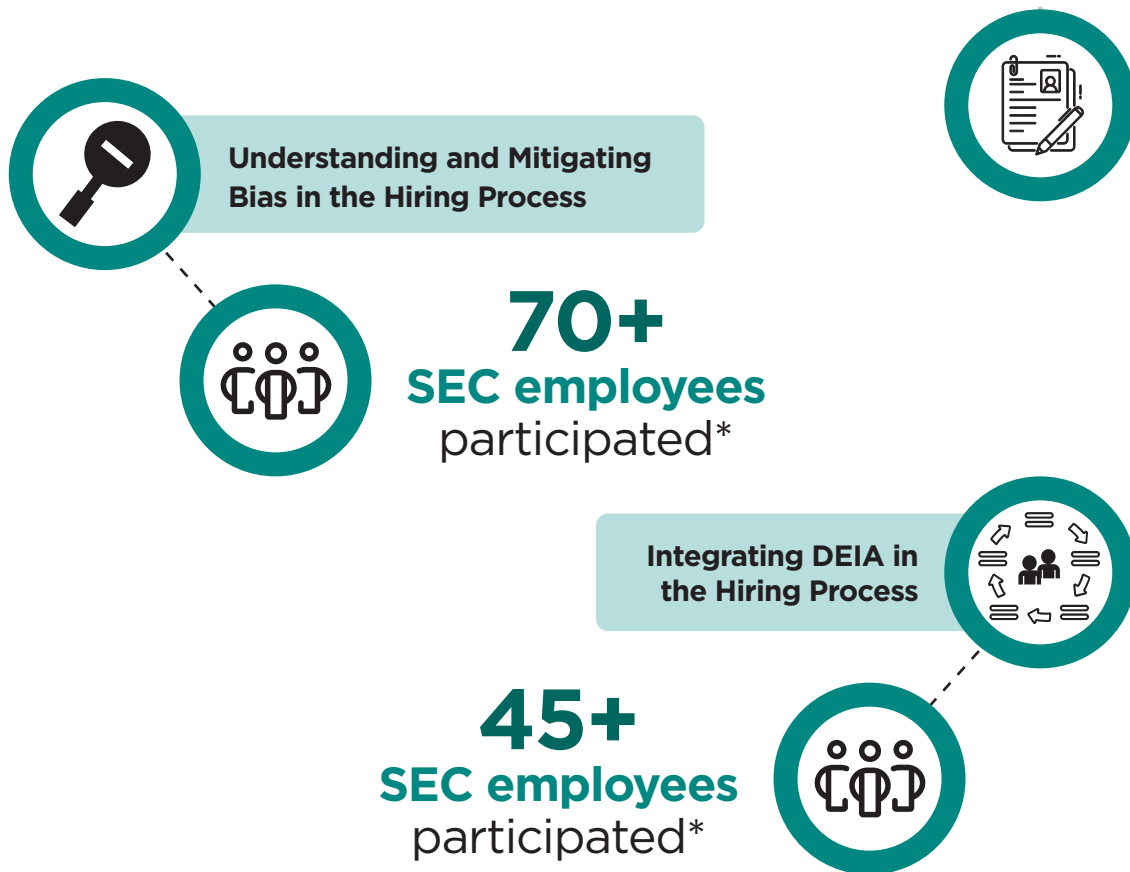 Understanding and Mitigating
Bias in the Hiring Process
70+
SEC employees
participated*
Integrating DEIA in
the Hiring Process
45+
SEC employees
participated*